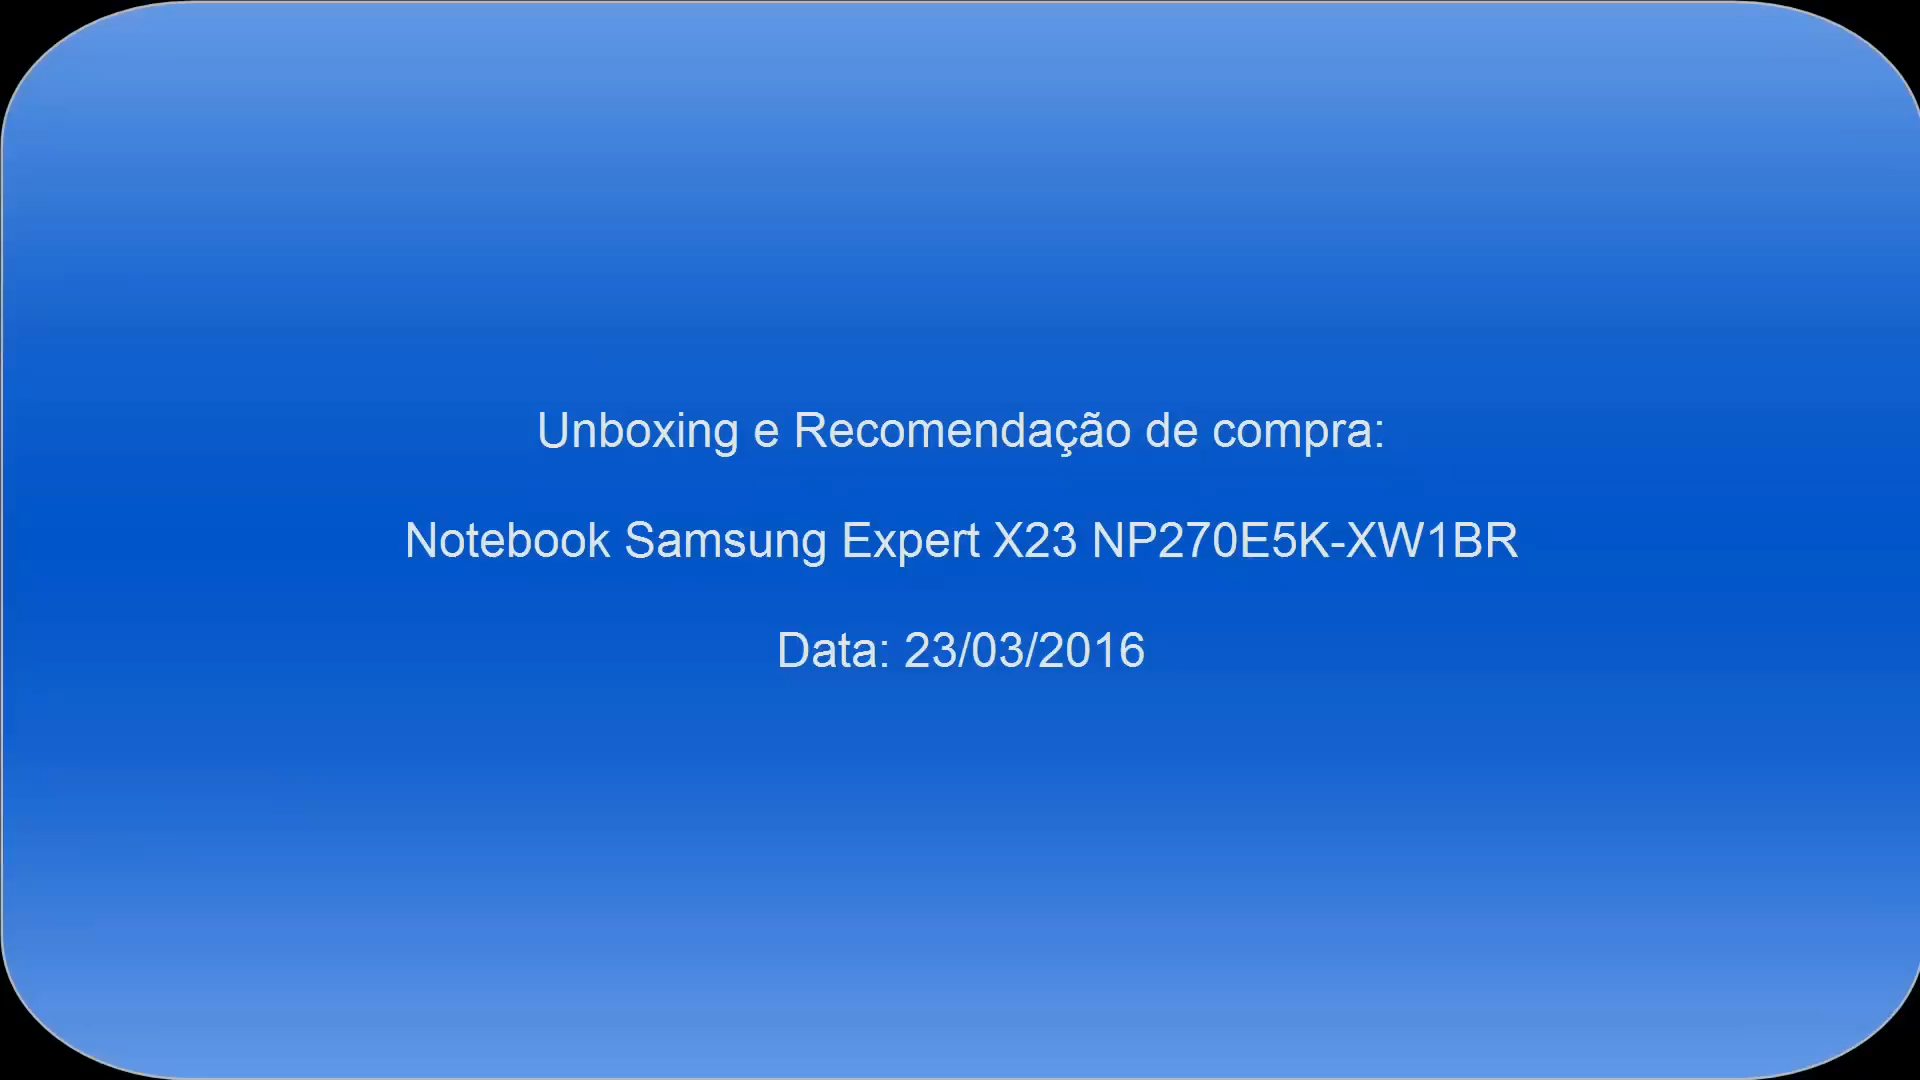 Unboxing e Recomendação de compra:
Notebook Samsung Expert X23 NP270E5K-XW1BR
Data: 23/03/2016